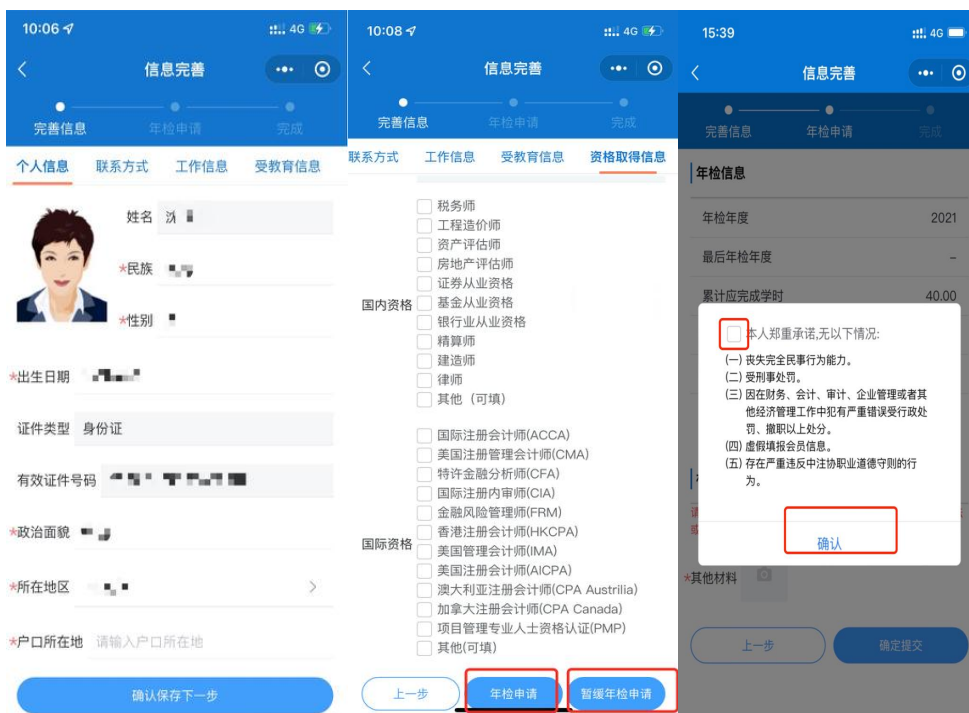 10:06
4G
信息完善
完善信息
年检申请
完成
个人信息 联系方式 工作信息 受教育信息
姓名
*民族
*性别
*出生日期
证件类型 身份证
有效证件号码
*政治面貌
*所在地区
*户口所在地 请输入户口所在地
确认保存下一步
10:08
4G
信息完善
完善信息
年检申请
完成
联系方式 工作信息 受教育信息 资格取得信息
国内资格
税务师
工程造价师
资产评估师
房地产评估师
证券从业资格
基金从业资格
银行业从业资格
精算师
建造师
律师
其他（可填）
国际资格
国际注册会计师(ACCA)
美国注册管理会计师(CMA)
特许金融分析师(CFA)
国际注册内审师(CIA)
金融风险管理师(FRM)
香港注册会计师(HKCPA)
美国管理会计师(IMA)
美国注册会计师(AICPA)
澳大利亚注册会计师(CPA Austrilia)
加拿大注册会计师(CPA Canada)
项目管理专业人士资格认证(PMP)
其他(可填)
上一步
年检申请
暂缓年检申请
15:39
4G
信息完善
完善信息
年检申请
完成
年检信息
年检年度 2021
最后年检年度 –
累计应完成学时 40.00
本人郑重承诺,无以下情况:
(一) 丧失完全民事行为能力。
(二) 受刑事处罚。
(三) 因在财务、会计、审计、企业管理或者其
他经济管理工作中犯有严重错误受行政处
罚、撤职以上处分。
(四) 虚假填报会员信息。
(五) 存在严重违反中注协职业道德守则的行
为。
确认
*其他材料
上一步
确定提交